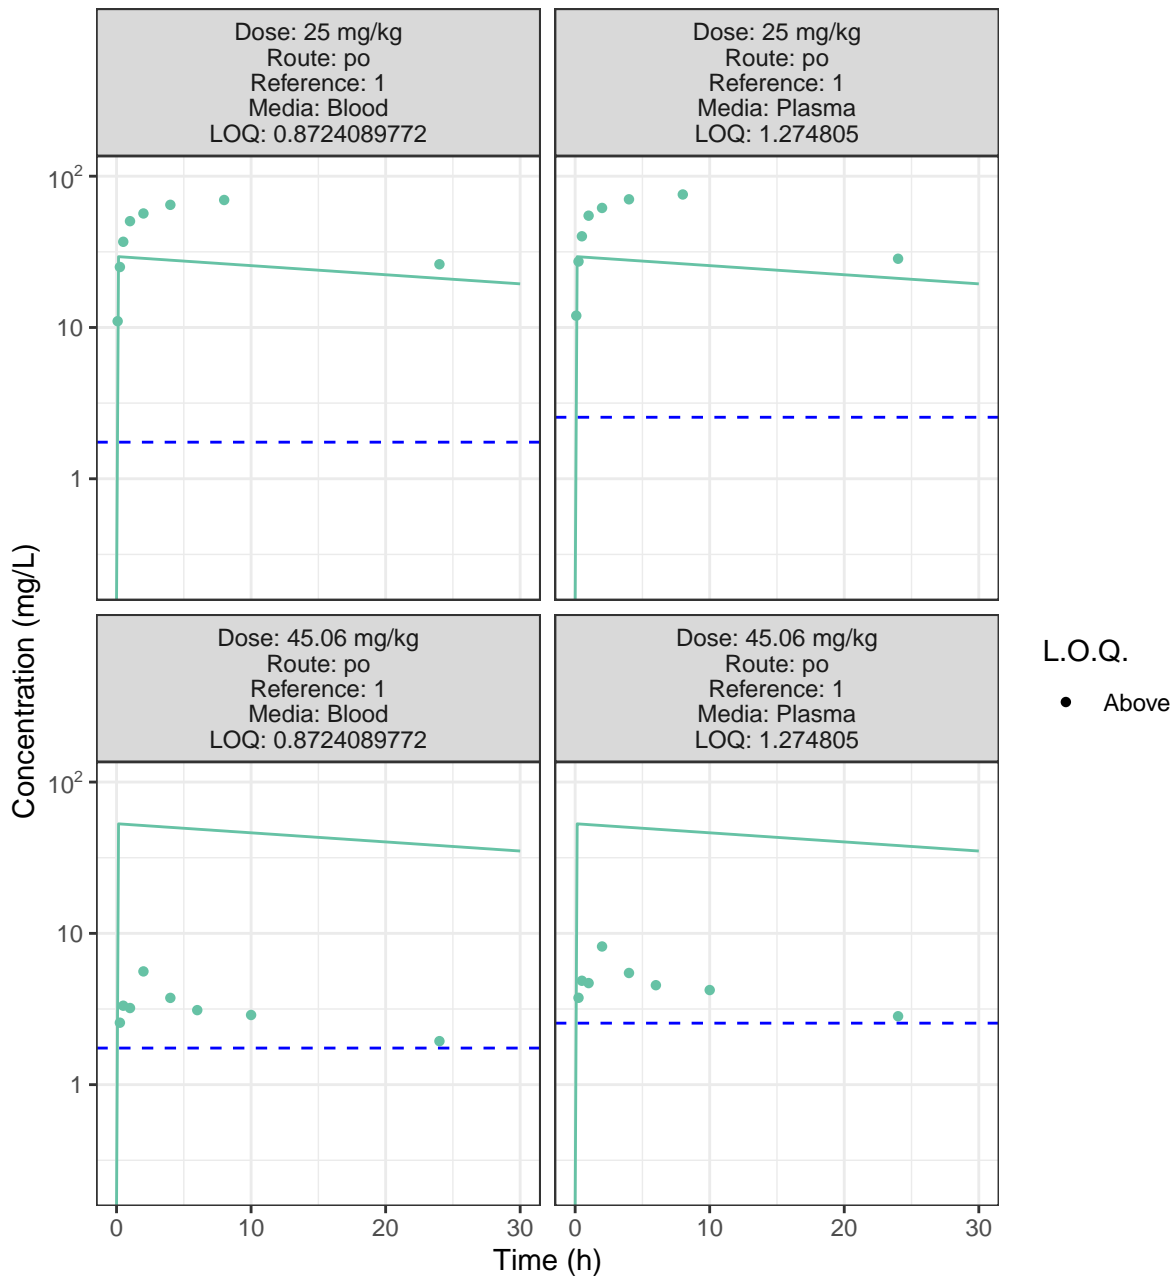 Dose: 25 mg/kg
Route: po
Reference: 1
Media: Blood
LOQ: 0.8724089772
Dose: 25 mg/kg
Route: po
Reference: 1
Media: Plasma
LOQ: 1.274805
10²
10
1
Dose: 45.06 mg/kg
Route: po
Reference: 1
Media: Blood
LOQ: 0.8724089772
Dose: 45.06 mg/kg
Route: po
Reference: 1
Media: Plasma
LOQ: 1.274805
10²
10
1
0 10 20 30
0 10 20 30
Time (h)
Concentration (mg/L)
L.O.Q.
Above